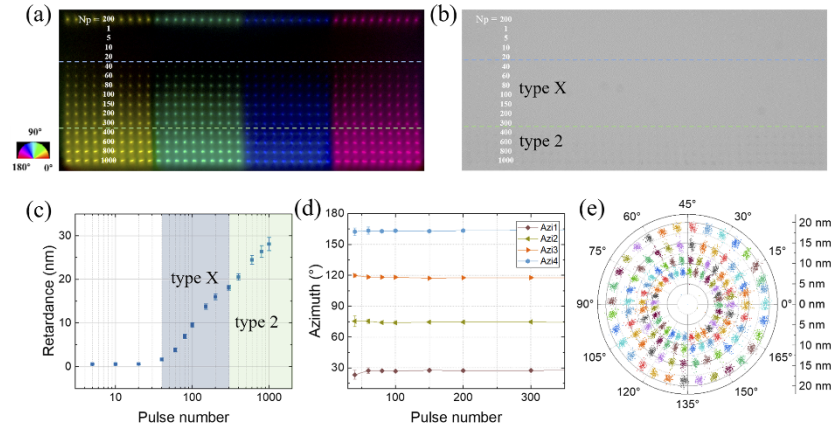 (a)
Np = 200
1
5
10
20
40
60
80
100
150
200
300
400
600
800
1000
90°
180° 0°
(b)
Np = 200
1
5
10
20
40
60
80
100
150
200
300
400
600
800
1000
type X
type 2
(c)
Retardance (nm)
30
20
10
0
type X
type 2
10 100 1000
Pulse number
(d)
Azimuth (°)
180
150
120
90
60
30
Azi1
Azi2
Azi3
Azi4
100 200 300
Pulse number
(e)
45°
60° 30°
75° 15°
90° 0°
105° 165°
120° 150°
135°
20 nm
15 nm
10 nm
5 nm
0 nm
5 nm
10 nm
15 nm
20 nm